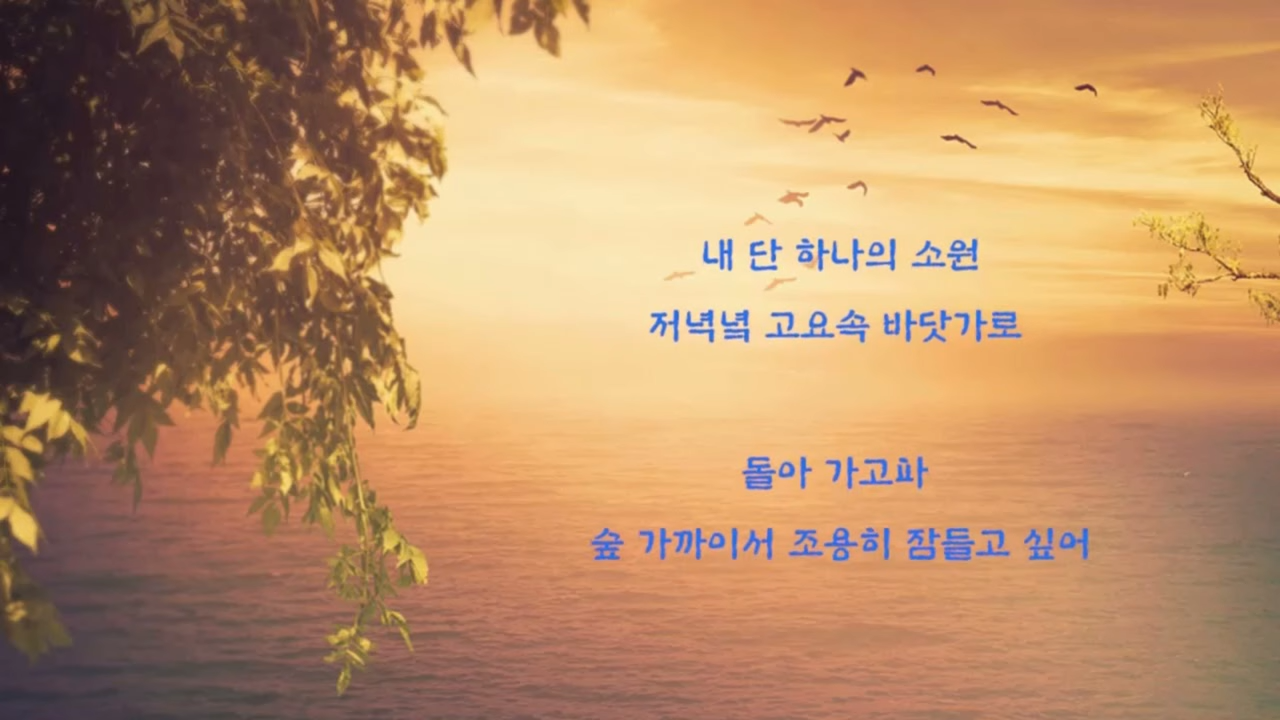 내 단 하나의 소원
저녁녘 고요속 바닷가로
돌아 가고파
숲 가까이서 조용히 잠들고 싶어